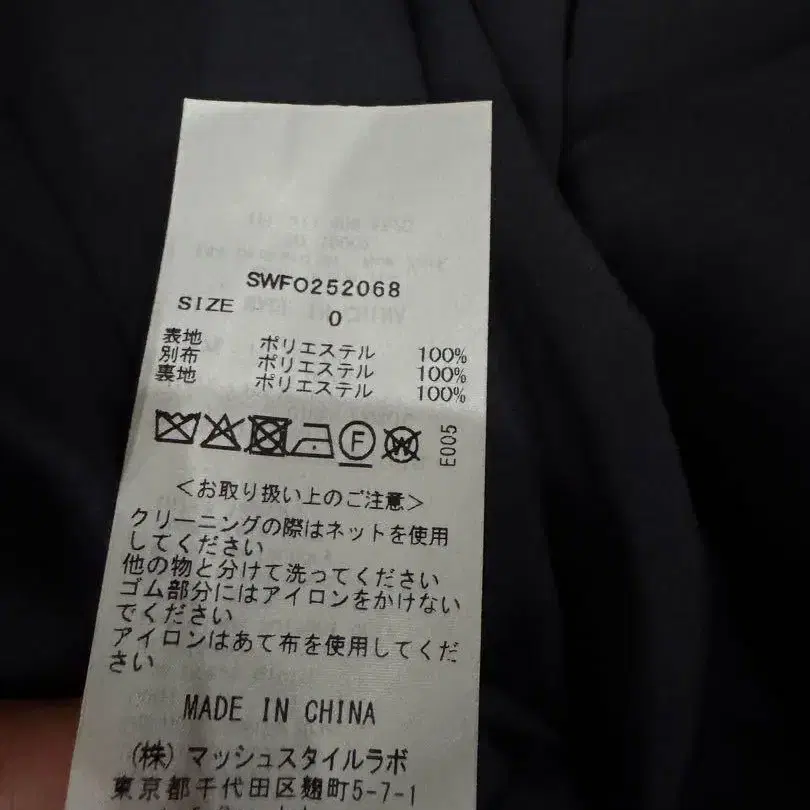 SWFO252068
SIZE 0
表地 ポリエステル 100%
別布 ポリエステル 100%
裏地 ポリエステル 100%
F W E005
<お取り扱い上のご注意>
クリーニングの際はネットを使用
してください
他の物と分けて洗ってください
ゴム部分にはアイロンをかけない
でください
アイロンはあて布を使用してくだ
さい
MADE IN CHINA
(株)マッシュスタイルラボ
東京都千代田区麹町5-7-1